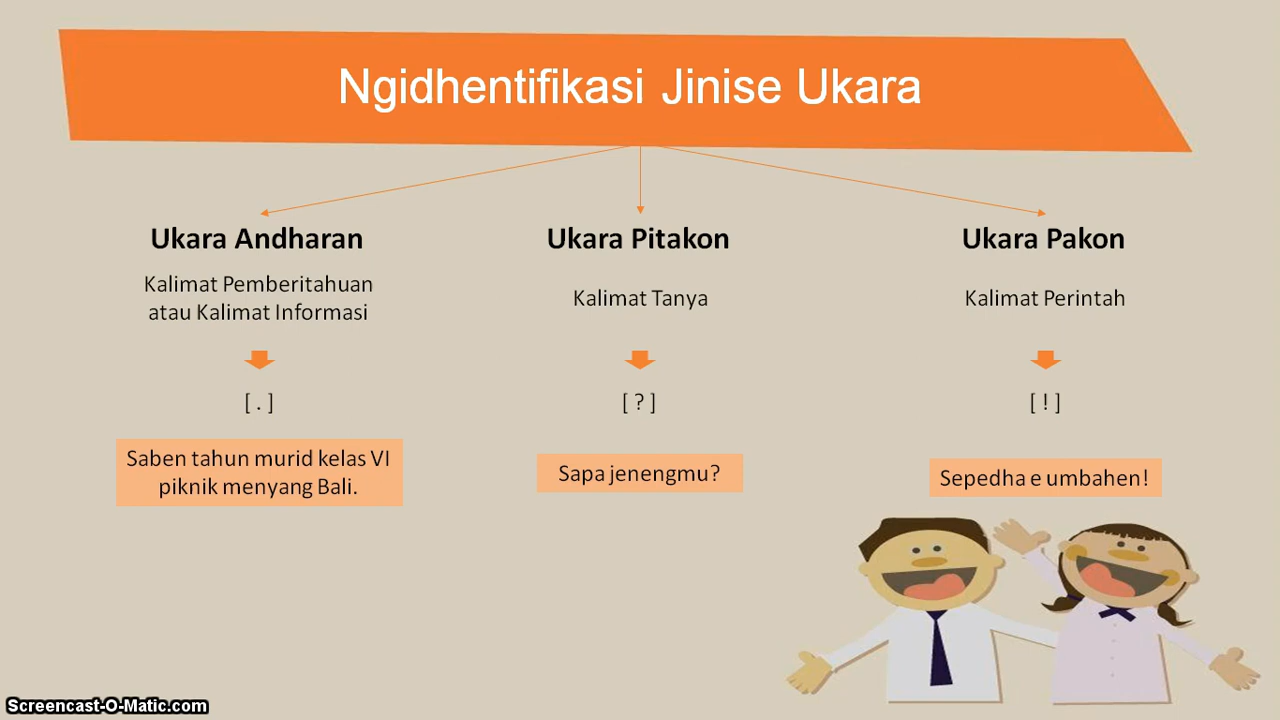 Ngidhentifikasi Jinise Ukara
Ukara Andharan
Kalimat Pemberitahuan
atau Kalimat Informasi
[ . ]
Saben tahun murid kelas VI
piknik menyang Bali.
Ukara Pitakon
Kalimat Tanya
[ ? ]
Sapa jenengmu?
Ukara Pakon
Kalimat Perintah
[ ! ]
Sepedha e umbahen!
Screencast-O-Matic.com